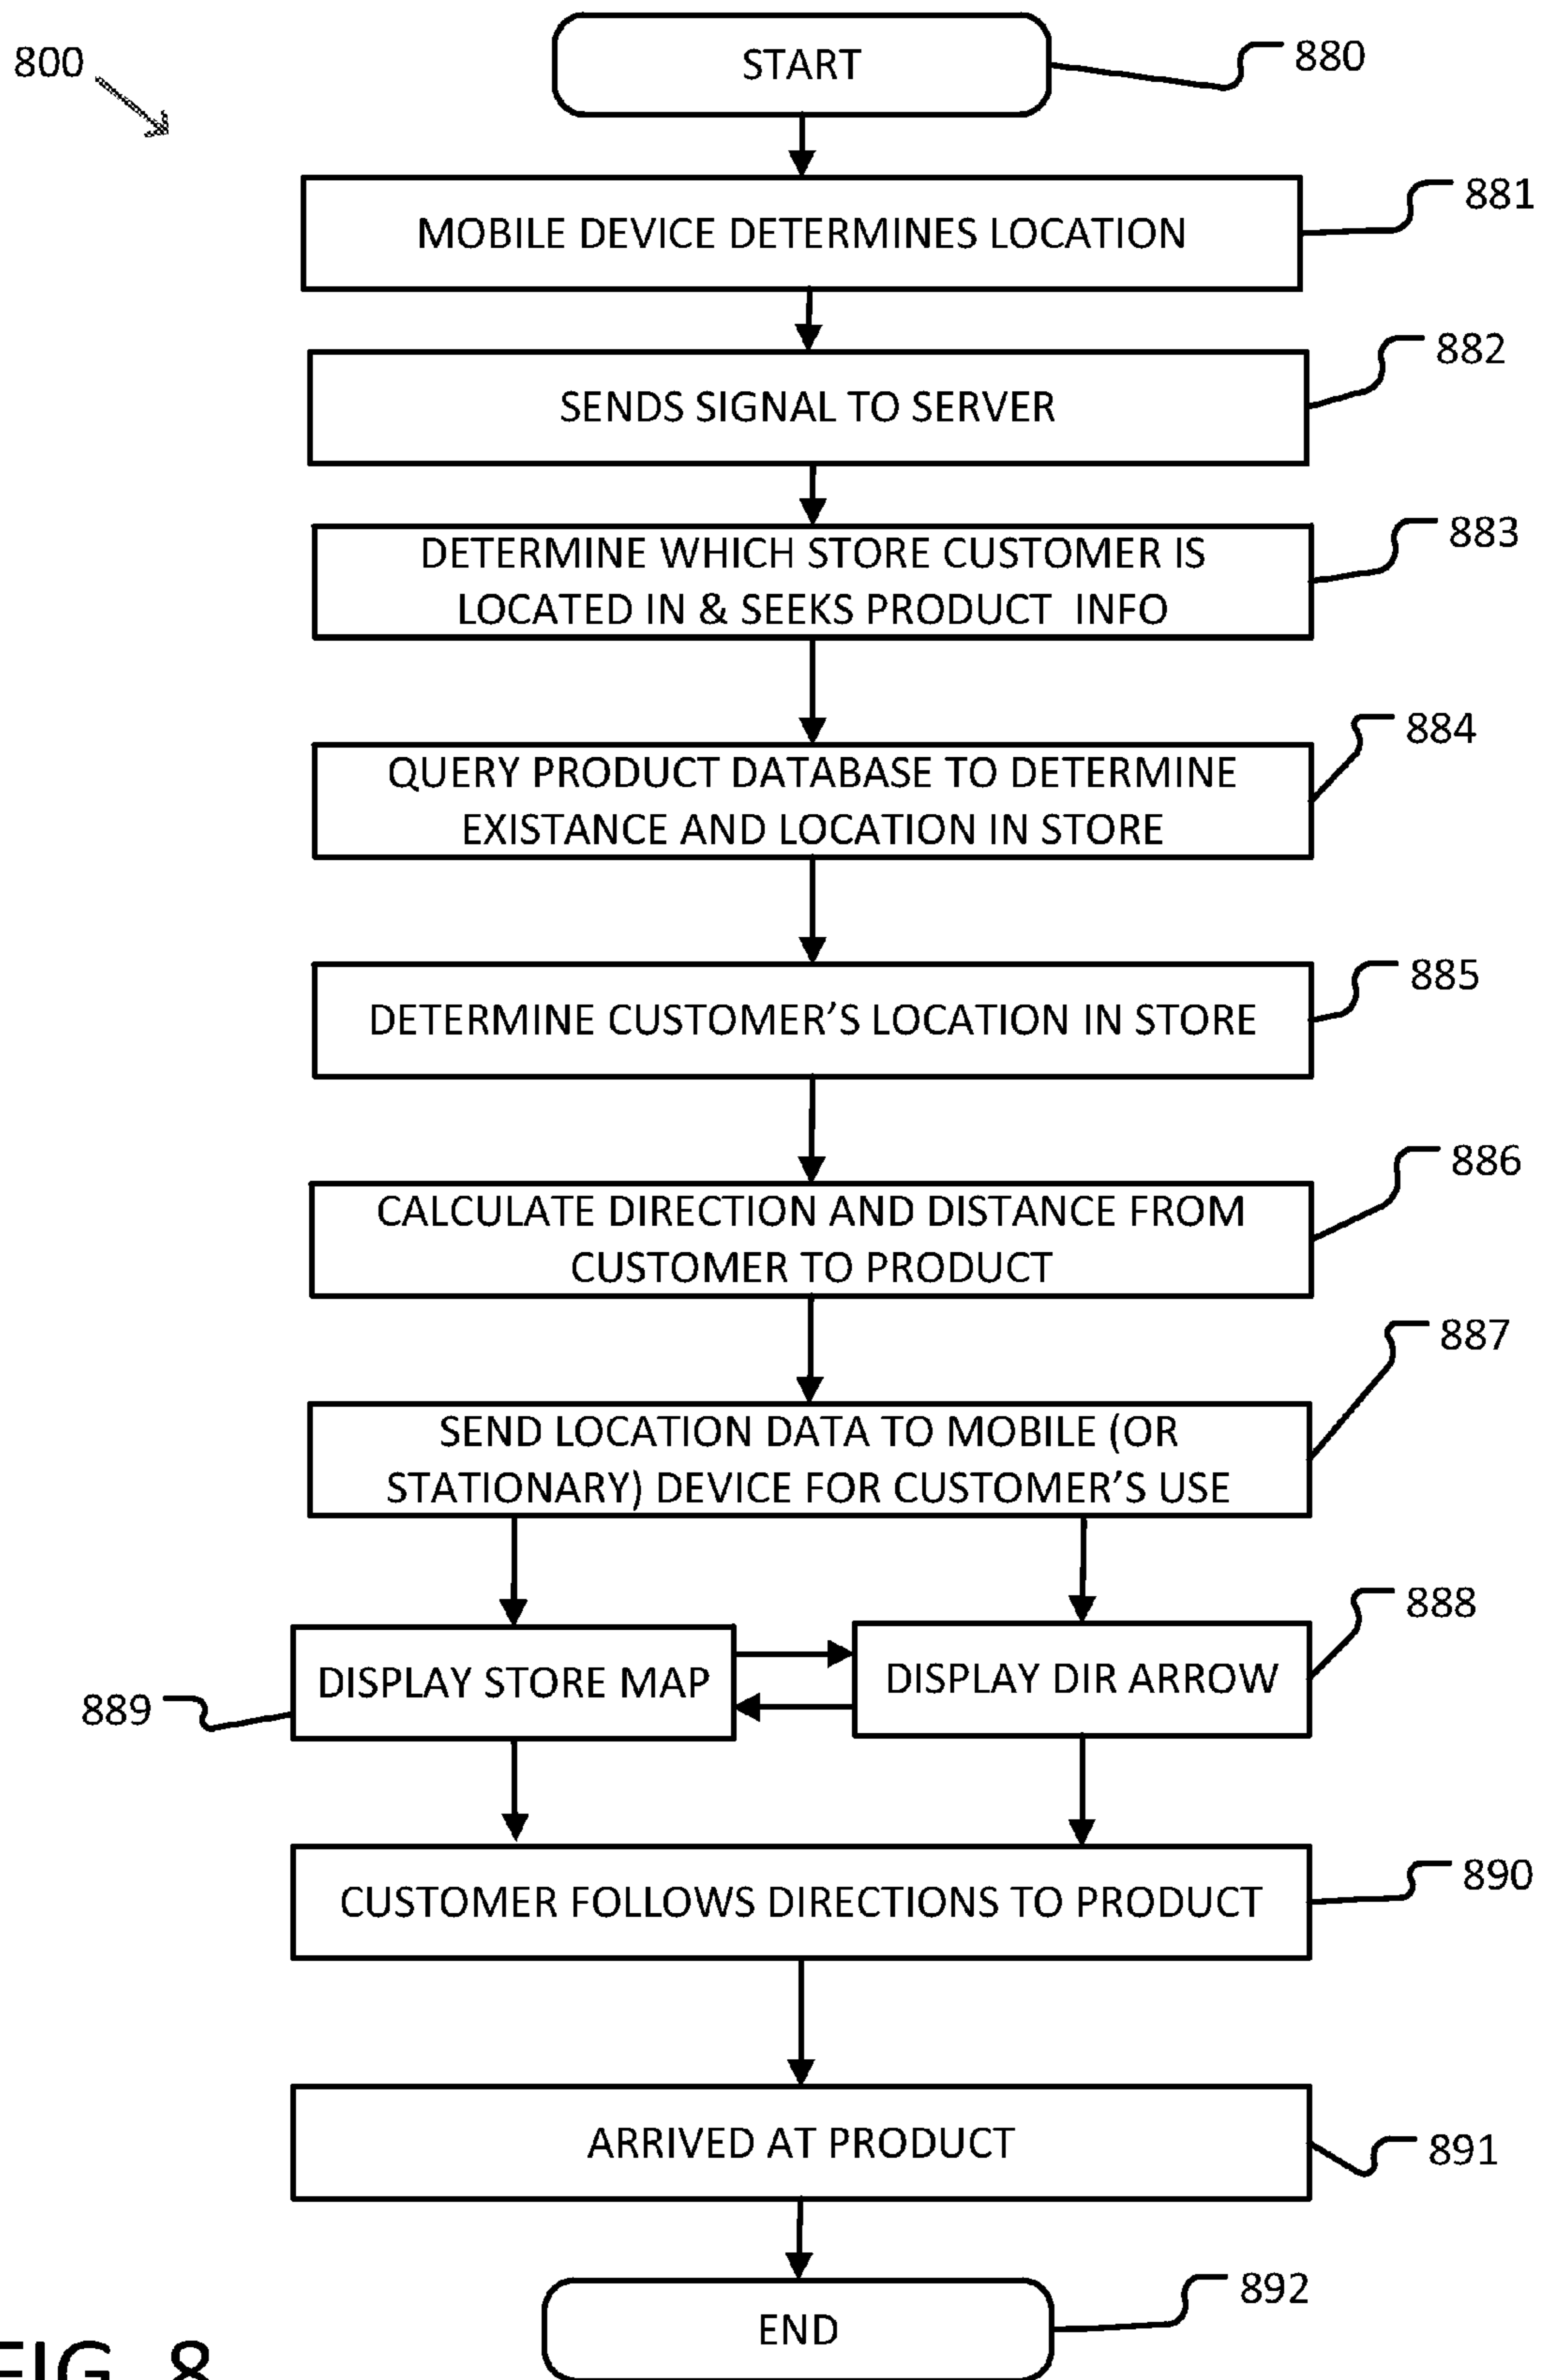 800
START
880
MOBILE DEVICE DETERMINES LOCATION
881
SENDS SIGNAL TO SERVER
882
DETERMINE WHICH STORE CUSTOMER IS
LOCATED IN & SEEKS PRODUCT INFO
883
QUERY PRODUCT DATABASE TO DETERMINE
EXISTANCE AND LOCATION IN STORE
884
DETERMINE CUSTOMER'S LOCATION IN STORE
885
CALCULATE DIRECTION AND DISTANCE FROM
CUSTOMER TO PRODUCT
886
SEND LOCATION DATA TO MOBILE (OR
STATIONARY) DEVICE FOR CUSTOMER'S USE
887
DISPLAY STORE MAP
889
DISPLAY DIR ARROW
888
CUSTOMER FOLLOWS DIRECTIONS TO PRODUCT
890
ARRIVED AT PRODUCT
891
END
892
FIG. 8